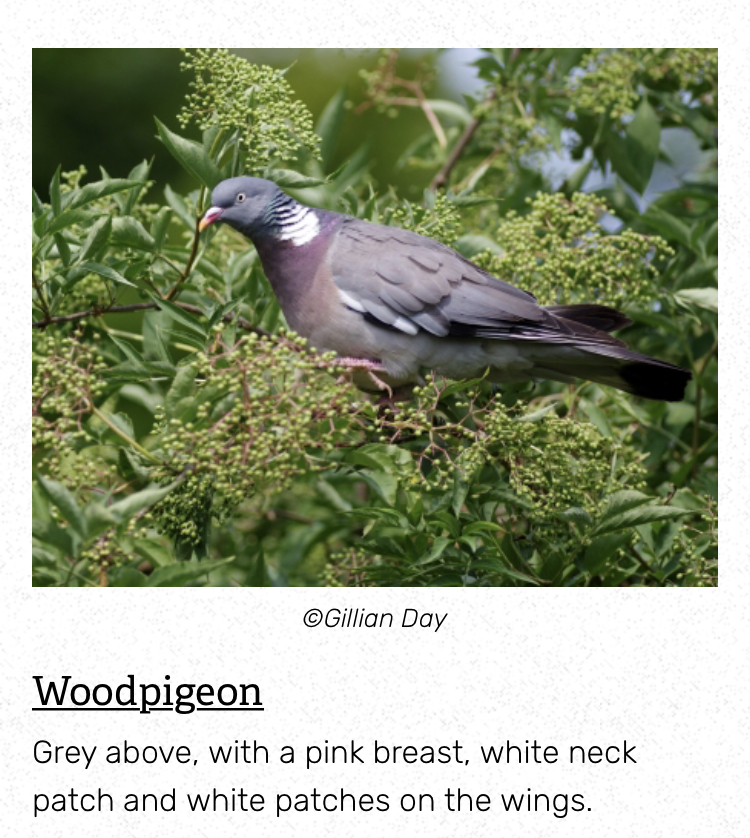 ©Gillian Day
Woodpigeon
Grey above, with a pink breast, white neck
patch and white patches on the wings.